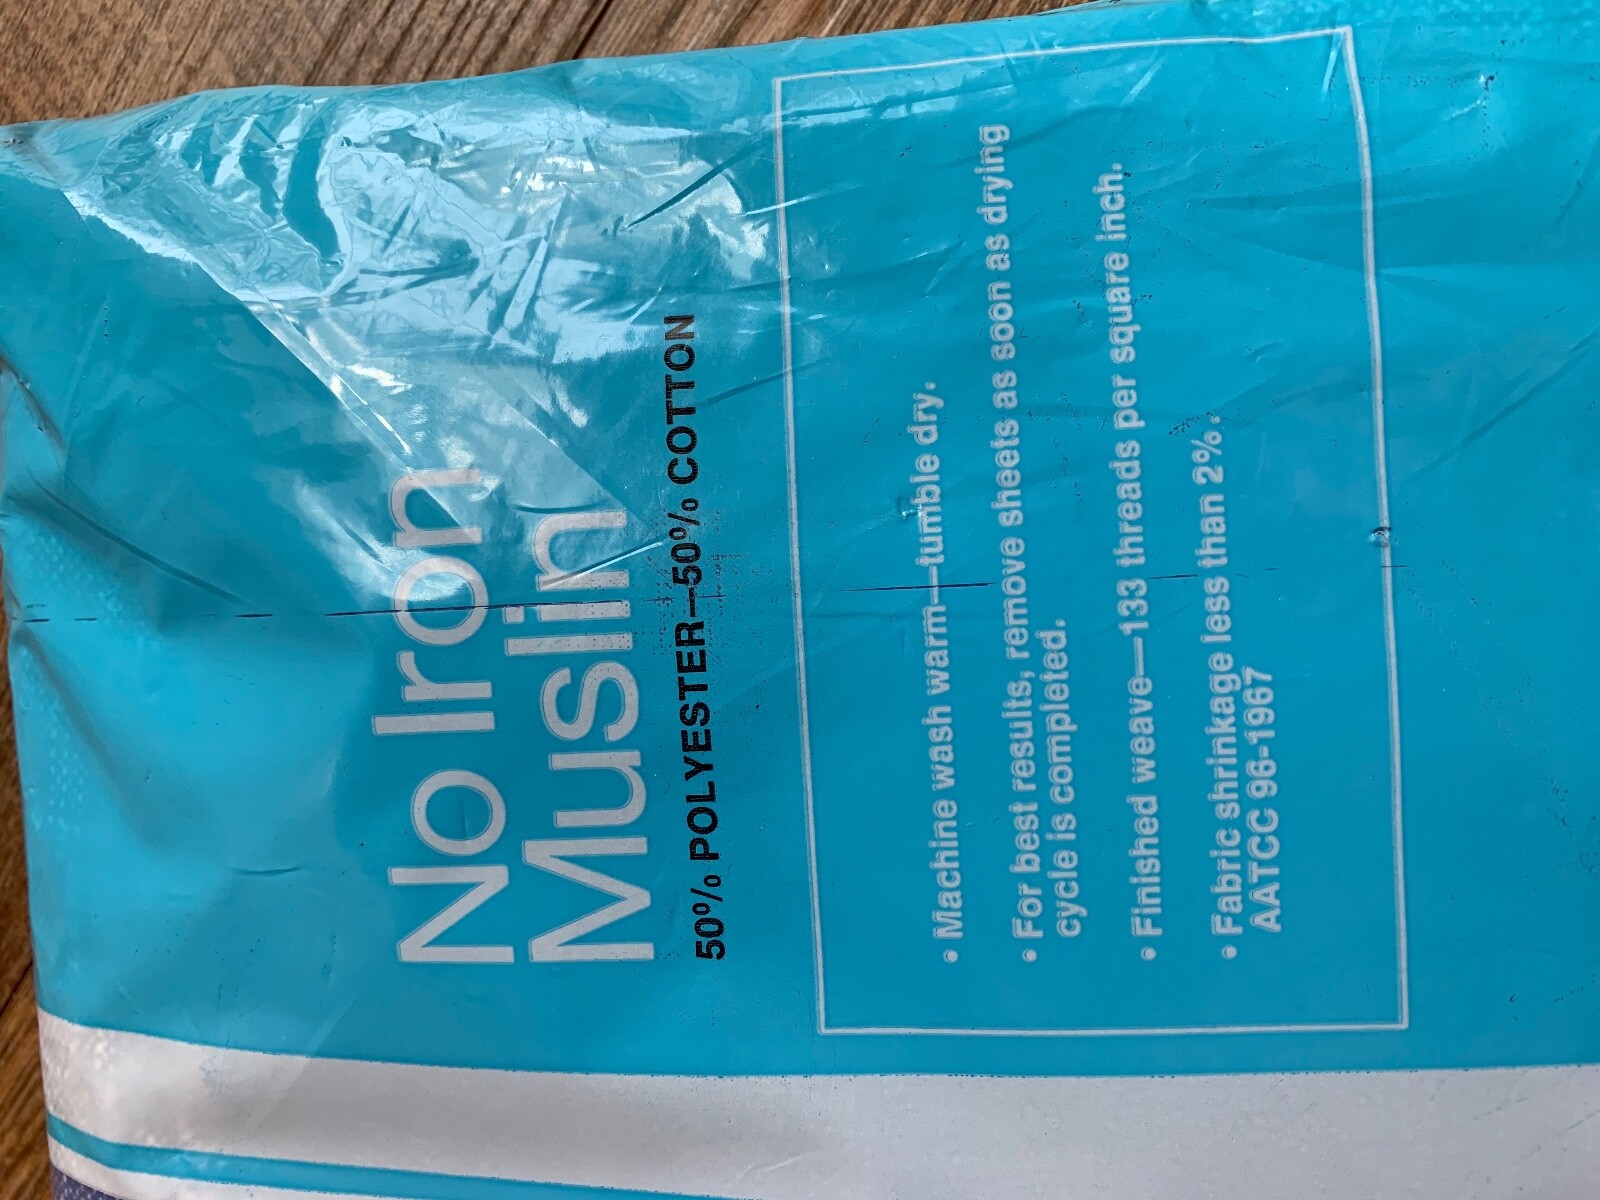 No Iron
Muslin
50% POLYESTER—50% COTTON
• Machine wash warm—tumble dry.
• For best results, remove sheets as soon as drying
cycle is completed.
• Finished weave—133 threads per square inch.
• Fabric shrinkage less than 2%.
AATCC 96-1967